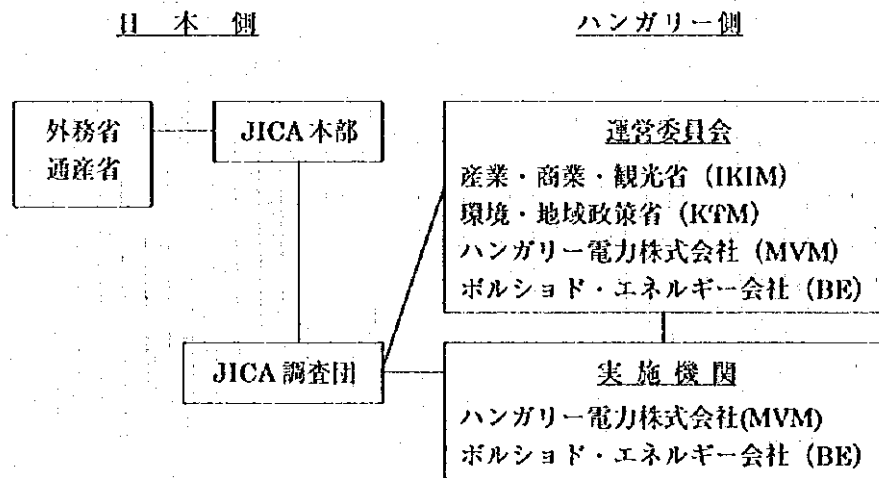 日本側
ハンガリー側
外務省
通産省
JICA本部
運営委員会
産業・商業・観光省 (IKIM)
環境・地域政策省 (KTM)
ハンガリー電力株式会社 (MVM)
ボルショド・エネルギー会社 (BE)
JICA調査団
実施機関
ハンガリー電力株式会社(MVM)
ボルショド・エネルギー会社 (BE)